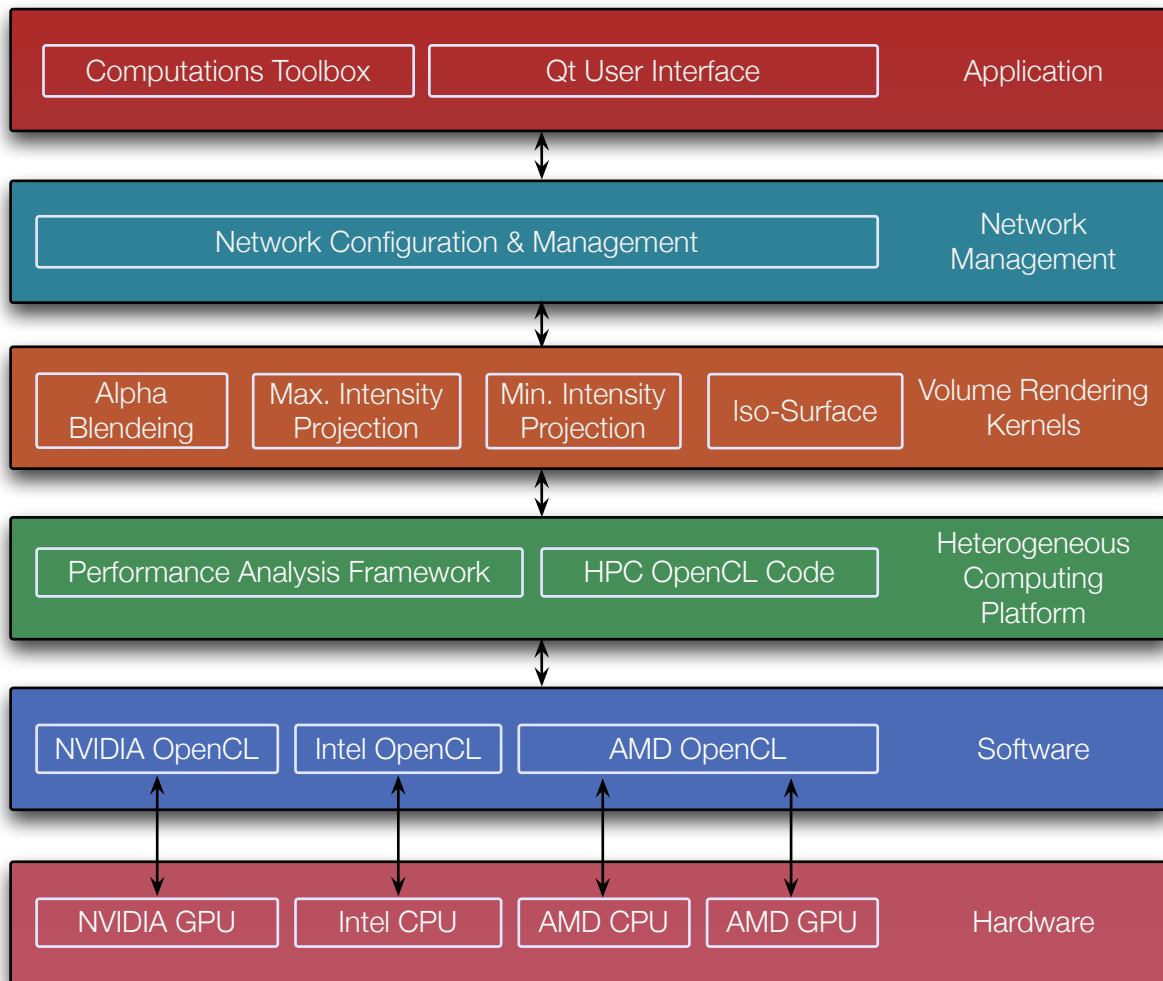 Computations Toolbox
Qt User Interface
Application
Network Configuration & Management
Network
Management
Alpha
Blendeing
Max. Intensity
Projection
Min. Intensity
Projection
Iso-Surface
Volume Rendering
Kernels
Performance Analysis Framework
HPC OpenCL Code
Heterogeneous
Computing
Platform
NVIDIA OpenCL
Intel OpenCL
AMD OpenCL
Software
NVIDIA GPU
Intel CPU
AMD CPU
AMD GPU
Hardware